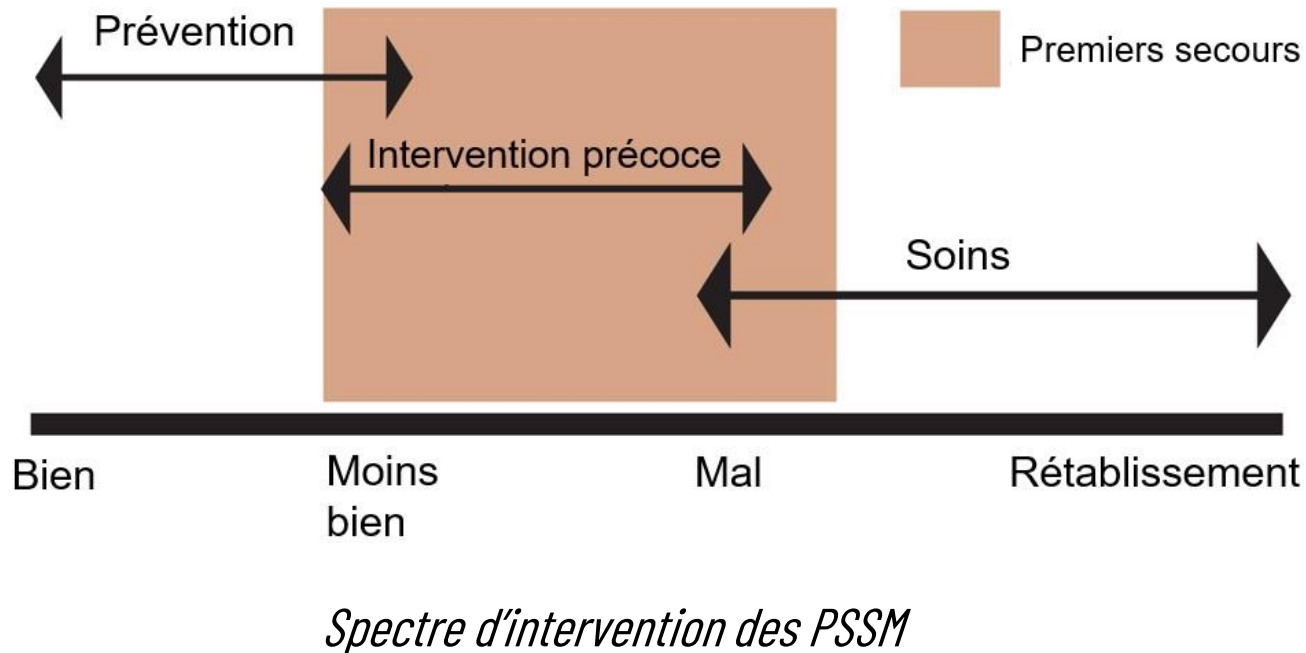 Prévention
Premiers secours
Intervention précoce
Soins
Bien
Moins
bien
Mal
Rétablissement
Spectre d'intervention des PSSM